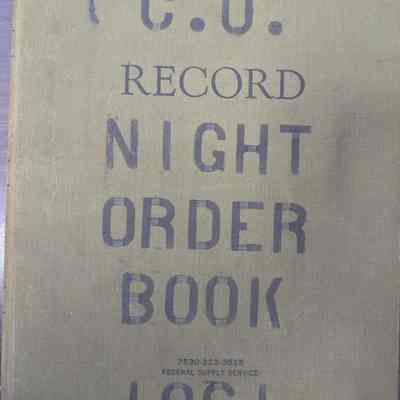 C.O.
RECORD
NIGHT
ORDER
BOOK
FEDERAL SUPPLY SERVICE